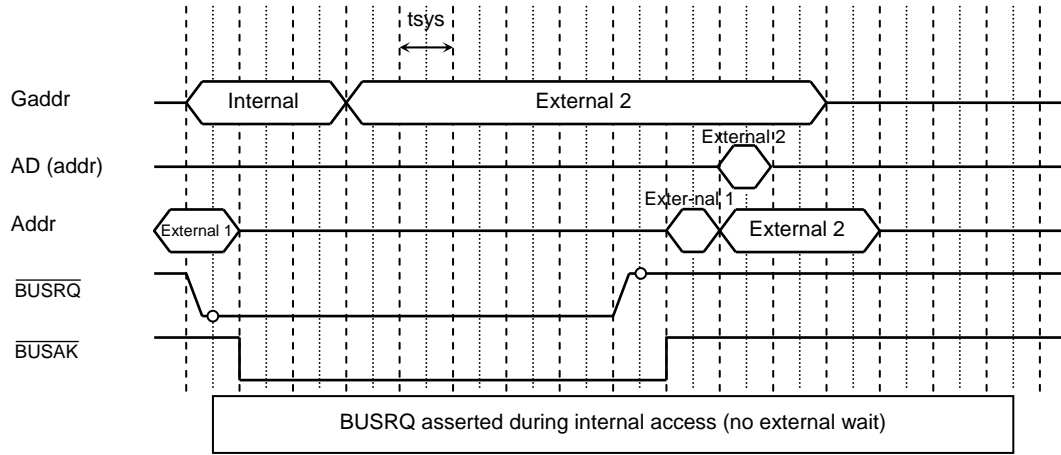 tsys
Gaddr
Internal
External 2
External 2
AD (addr)
Exter-nal 1
Addr
External 1
External 2
BUSRQ
BUSAK
BUSRQ asserted during internal access (no external wait)